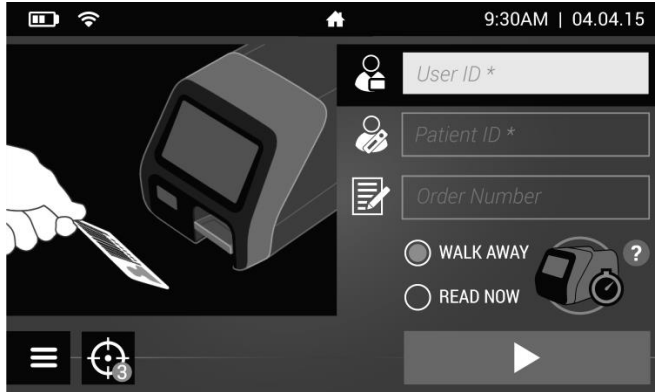 9:30AM | 04.04.15
User ID *
Patient ID *
Order Number
WALK AWAY
?
READ NOW
3